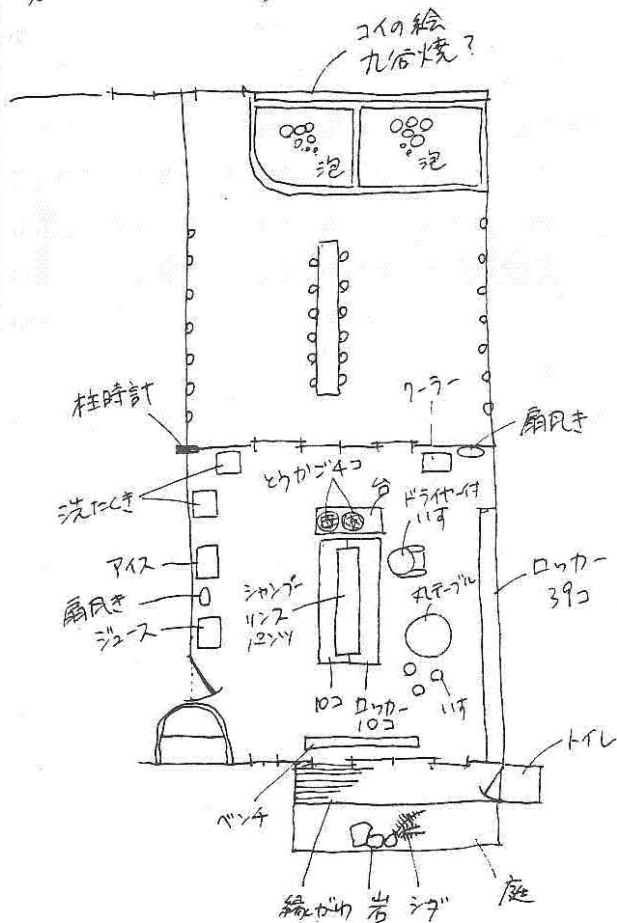 コイの絵
九谷焼?
泡
泡
柱時計
クーラー
扇風き
洗たくき
とうかご4コ
台
ドライヤー付
いす
アイス
扇風き
ジュース
シャンプー
リンス
パンツ
丸テーブル
ロッカー
39コ
10コ
ロッカー
10コ
いす
トイレ
ベンチ
縁がわ
岩
シダ
庭